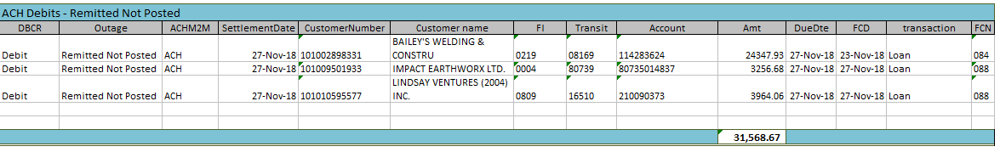 ACH Debits - Remitted Not Posted
DBCR Outage ACHM2M SettlementDate CustomerNumber Customer name FI Transit Account Amt DueDte FCD transaction FCN
BAILEY'S WELDING &
Debit Remitted Not Posted ACH 27-Nov-18 101002898331 CONSTRU 0219 08169 114283624 24347.93 27-Nov-18 23-Nov-18 Loan 084
Debit Remitted Not Posted ACH 27-Nov-18 101009501933 IMPACT EARTHWORX LTD. 0004 80739 80735014837 3256.68 27-Nov-18 27-Nov-18 Loan 088
LINDSAY VENTURES (2004)
Debit Remitted Not Posted ACH 27-Nov-18 101010595577 INC. 0809 16510 210090373 3964.06 27-Nov-18 27-Nov-18 Loan 088
31,568.67